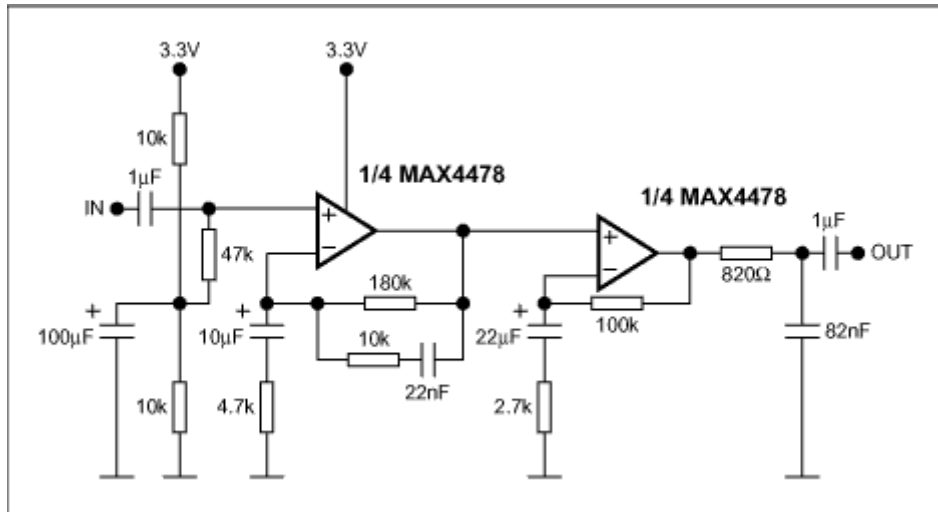 3.3V
3.3V
10k
1/4 MAX4478
1/4 MAX4478
1µF
1µF
IN
+
+
−
−
OUT
47k
820Ω
180k
100k
+
100µF
+
10µF
+
22µF
82nF
10k
22nF
10k
4.7k
2.7k